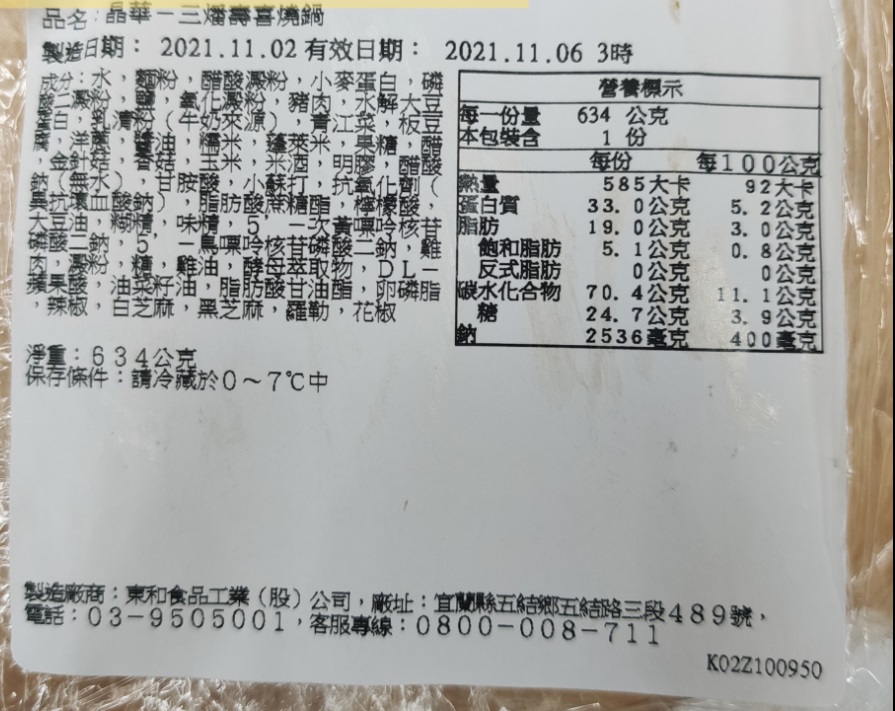 品名:晶華－三燔壽喜燒鍋
製造日期： 2021.11.02 有效日期： 2021.11.06 3時
成分：水，麵粉，醋酸澱粉，小麥蛋白，磷
酸二澱粉，鹽，氧化澱粉，豬肉，水解大豆
蛋白，乳清粉（牛奶來源），青江菜，板豆
腐，洋蔥，醬油，糯米，蓬萊米，果糖，醋
，金針菇，香菇，玉米，米酒，明膠，醋酸
鈉（無水），甘胺酸，小蘇打，抗氧化劑（
異抗壞血酸鈉），脂肪酸蔗糖酯，檸檬酸，
大豆油，糊精，味精，5’－次黃嘌呤核苷
磷酸二鈉，5’－鳥嘌呤核苷磷酸二鈉，雞
肉，澱粉，糖，雞油，酵母萃取物，DL－
蘋果酸，油菜籽油，脂肪酸甘油酯，卵磷脂
，辣椒，白芝麻，黑芝麻，羅勒，花椒
淨重：634公克
保存條件：請冷藏於0～7℃中
營養標示
每一份量 634 公克
本包裝含 1 份
每份 每100公克
熱量 585大卡 92大卡
蛋白質 33.0公克 5.2公克
脂肪 19.0公克 3.0公克
飽和脂肪 5.1公克 0.8公克
反式脂肪 0公克 0公克
碳水化合物 70.4公克 11.1公克
糖 24.7公克 3.9公克
鈉 2536毫克 400毫克
製造廠商：東和食品工業（股）公司，廠址：宜蘭縣五結鄉五結路三段489號，
電話：03－9505001，客服專線：0800－008－711
K02Z100950